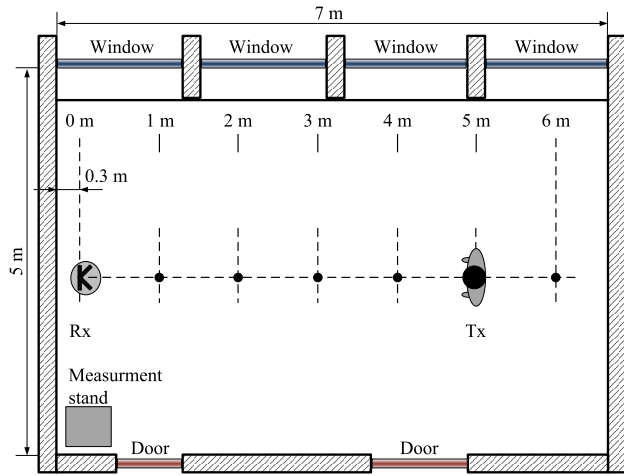 7 m
Window Window Window Window
0 m 1 m 2 m 3 m 4 m 5 m 6 m
0.3 m
5 m
Rx Tx
Measurment
stand
Door Door